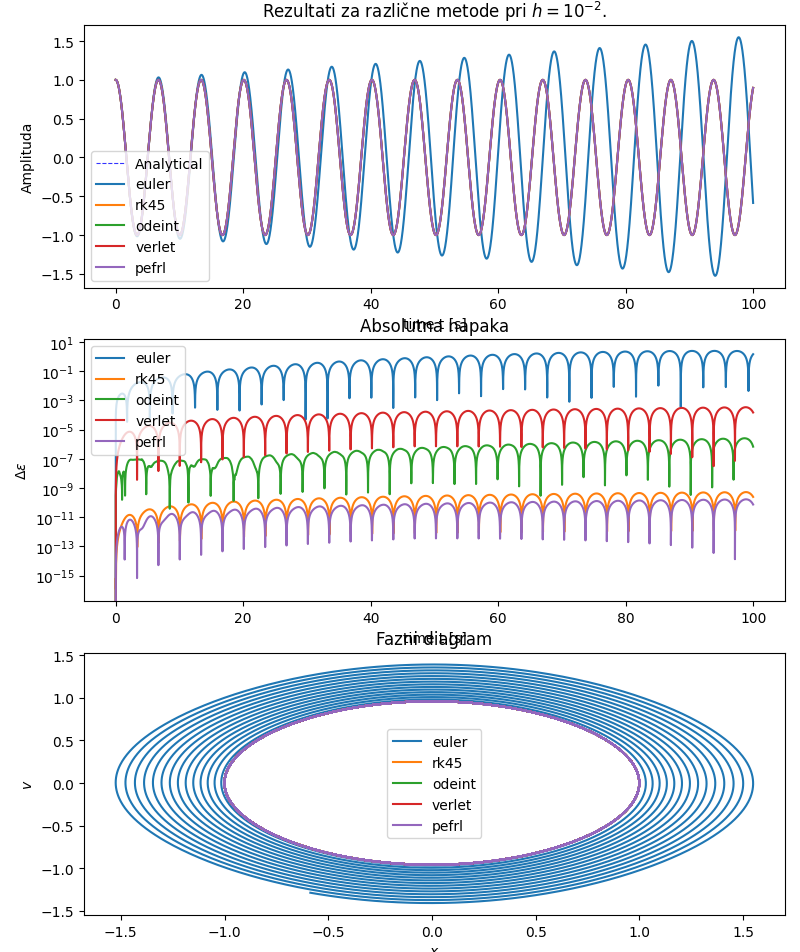 Rezultati za različne metode pri $h = 10^{-2}$.
Amplituda
1.5
1.0
0.5
0.0
−0.5
−1.0
−1.5
Analytical
euler
rk45
odeint
verlet
pefrl
0 20 40 60 80 100
time t [s]
Absolutna napaka
Δε
10^1
10^{-1}
10^{-3}
10^{-5}
10^{-7}
10^{-9}
10^{-11}
10^{-13}
10^{-15}
euler
rk45
odeint
verlet
pefrl
0 20 40 60 80 100
time t [s]
Fazni diagram
v
1.5
1.0
0.5
0.0
−0.5
−1.0
−1.5
euler
rk45
odeint
verlet
pefrl
−1.5 −1.0 −0.5 0.0 0.5 1.0 1.5
x